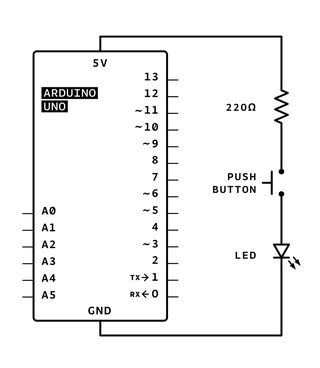 5V
ARDUINO
UNO
13
12
~11
~10
~9
8
7
~6
~5
4
~3
2
TX→1
RX←0
A0
A1
A2
A3
A4
A5
GND
220Ω
PUSH
BUTTON
LED